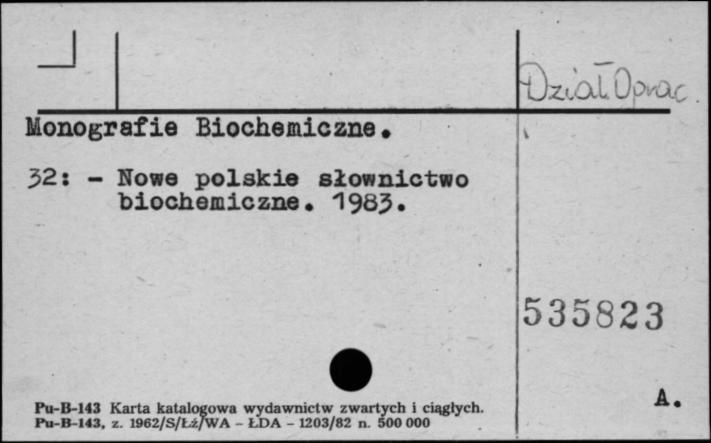 Dział Oprac.
Monografie Biochemiczne.
32: - Nowe polskie słownictwo
biochemiczne. 1983.
535823
A.
Pu-B-143 Karta katalogowa wydawnictw zwartych i ciągłych.
Pu-B-143, z. 1962/S/Łż/WA - ŁDA - 1203/82 n. 500 000